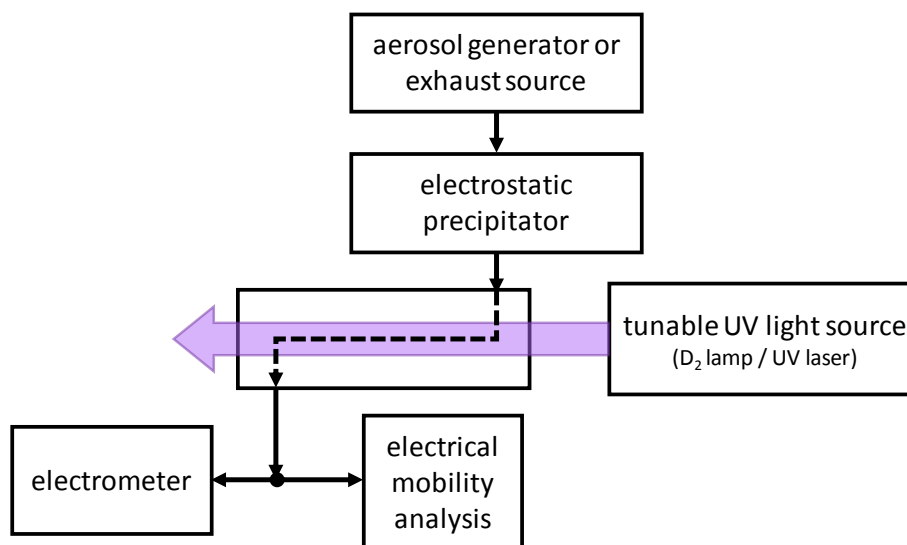 aerosol generator or
exhaust source
electrostatic
precipitator
tunable UV light source
(D₂ lamp / UV laser)
electrometer
electrical
mobility
analysis